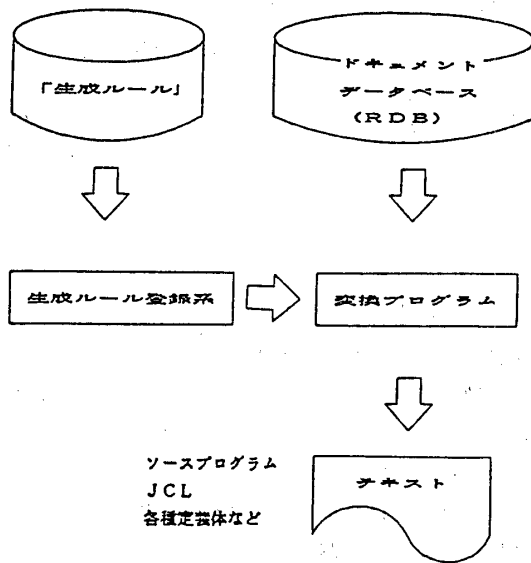 「生成ルール」
ドキュメント
データベース
(RDB)
生成ルール登録系
変換プログラム
ソースプログラム
JCL
各種定義体など
テキスト